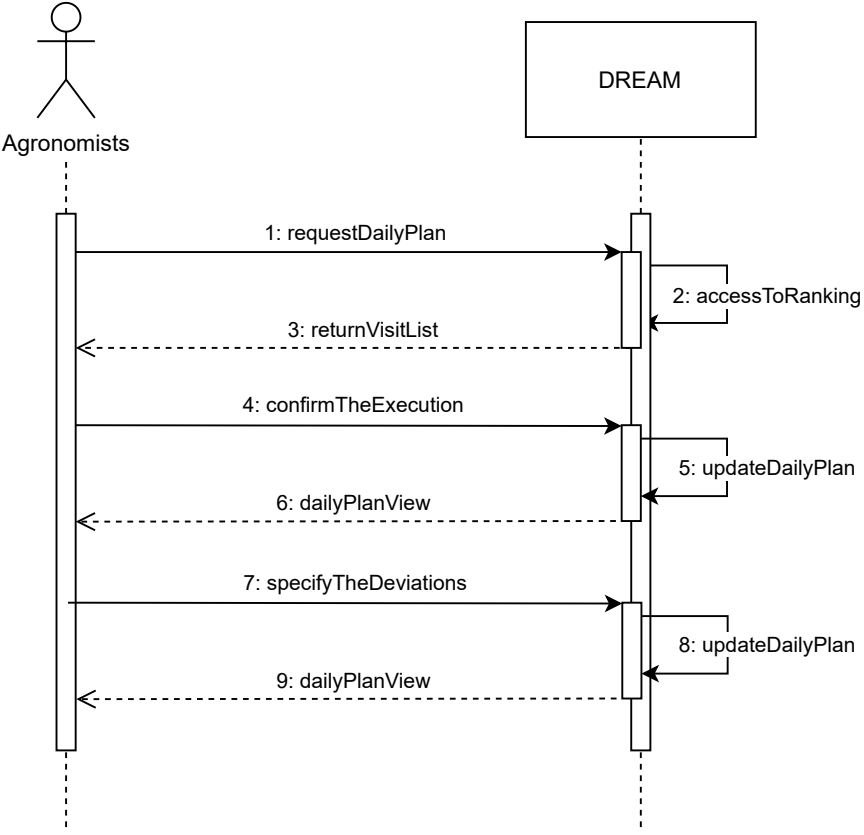 DREAM
Agronomists
1: requestDailyPlan
2: accessToRanking
3: returnVisitList
4: confirmTheExecution
5: updateDailyPlan
6: dailyPlanView
7: specifyTheDeviations
8: updateDailyPlan
9: dailyPlanView